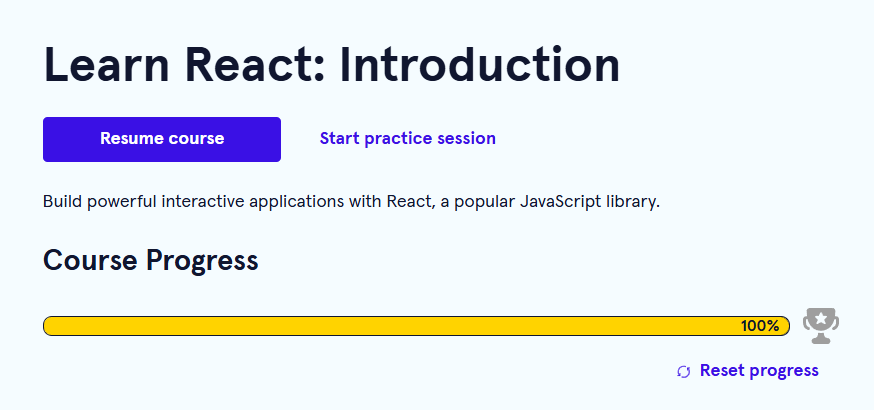 Learn React: Introduction
Resume course
Start practice session
Build powerful interactive applications with React, a popular JavaScript library.
Course Progress
100%
Reset progress